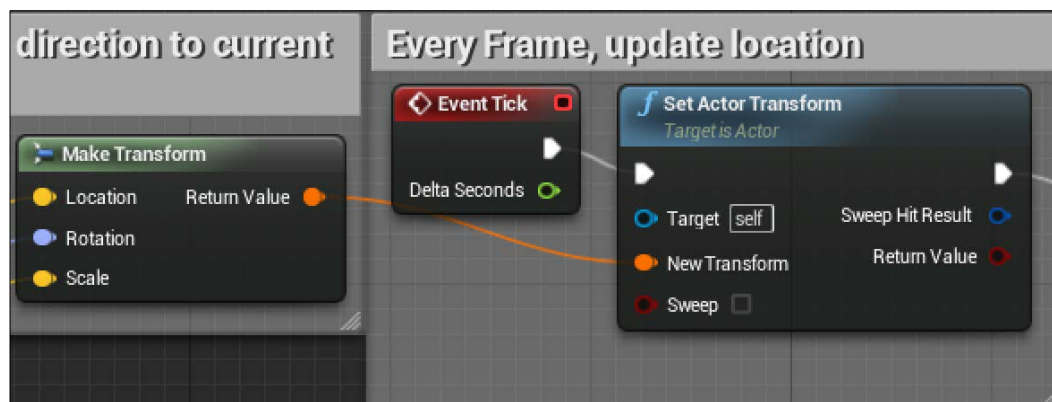 direction to current
Every Frame, update location
Make Transform
Location
Return Value
Rotation
Scale
Event Tick
Delta Seconds
f Set Actor Transform
Target is Actor
Target self
Sweep Hit Result
New Transform
Return Value
Sweep